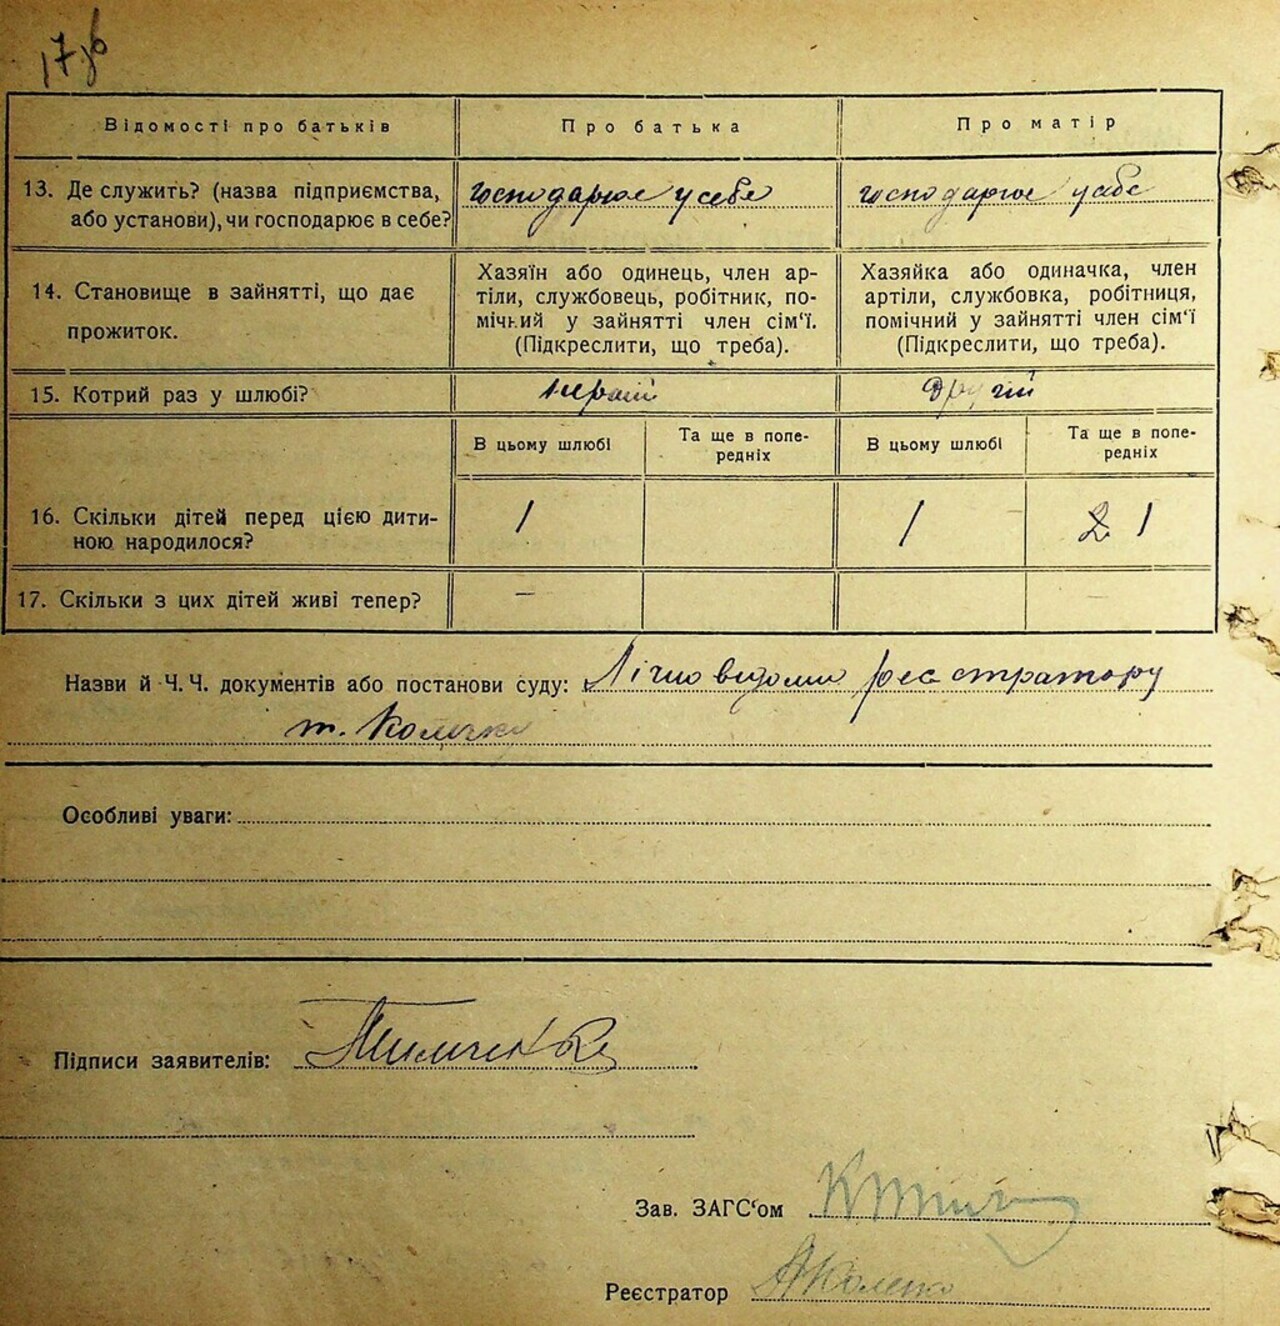 17зв
Відомості про батьків
Про батька
Про матір
13. Де служить? (назва підприємства, або установи), чи господарює в себе?
господарює у себе
господарює у себе
14. Становище в зайнятті, що дає прожиток.
Хазяїн або одинець, член ар-
тіли, службовець, робітник, по-
мічний у зайнятті член сім'ї.
(Підкреслити, що треба).
Хазяйка або одиначка, член
артіли, службовка, робітниця,
помічний у зайнятті член сім'ї
(Підкреслити, що треба).
15. Котрий раз у шлюбі?
перший
другий
В цьому шлюбі
Та ще в попе-
редніх
В цьому шлюбі
Та ще в попе-
редніх
16. Скільки дітей перед цією дити-
ною народилося?
1
1
2 1
17. Скільки з цих дітей живі тепер?
—
Назви й Ч. Ч. документів або постанови суду: Лічно відомий реєстратору
т.
Особливі уваги:
Підписи заявителів:
Зав. ЗАГС'ом
Реєстратор